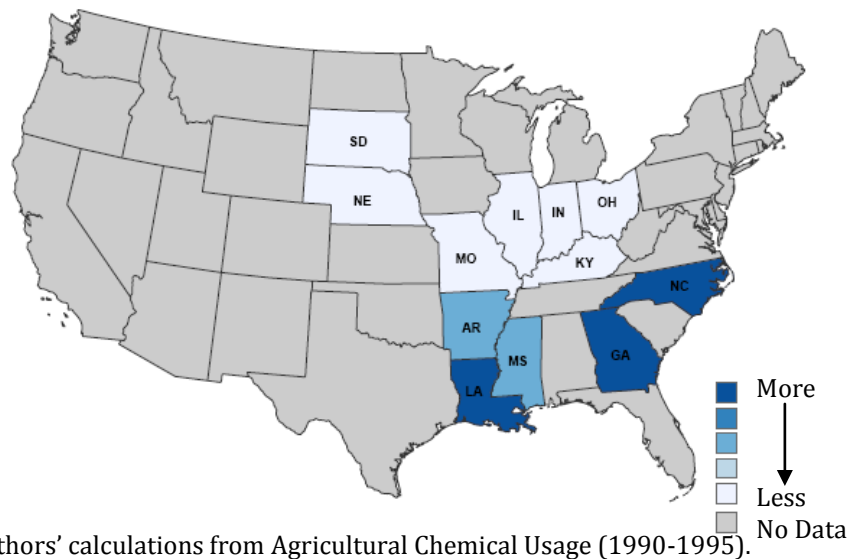 SD
NE
IL
IN
OH
MO
KY
NC
AR
MS
GA
LA
More
Less
No Data
thors’ calculations from Agricultural Chemical Usage (1990-1995).